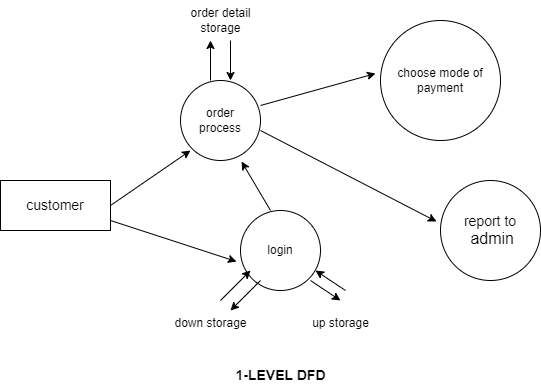 order detail
storage
choose mode of
payment
order
process
customer
report to
admin
login
down storage
up storage
1-LEVEL DFD